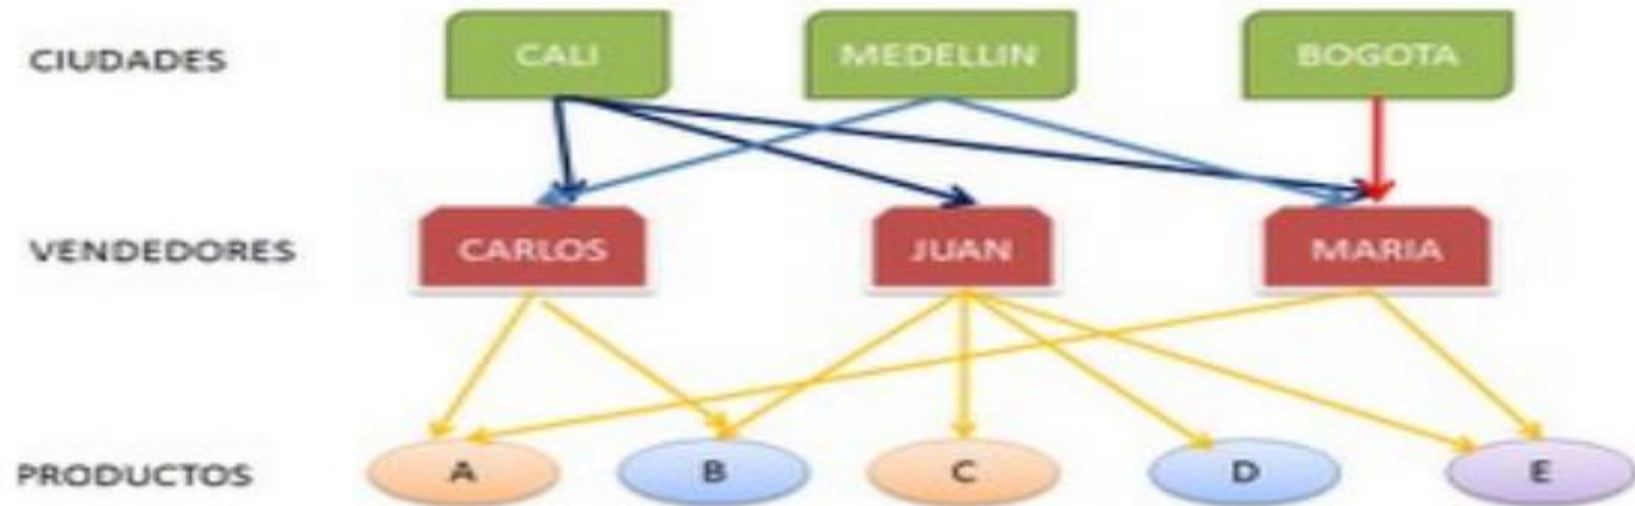 CIUDADES CALI MEDELLIN BOGOTA
VENDEDORES CARLOS JUAN MARIA
PRODUCTOS A B C D E